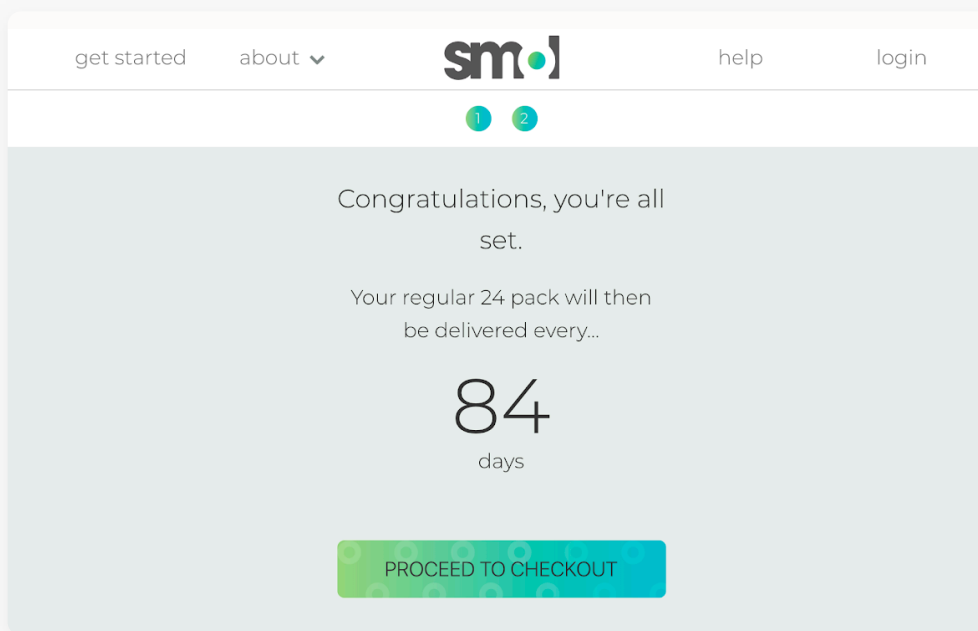 get started about smol help login
1 2
Congratulations, you're all
set.
Your regular 24 pack will then
be delivered every...
84
days
PROCEED TO CHECKOUT